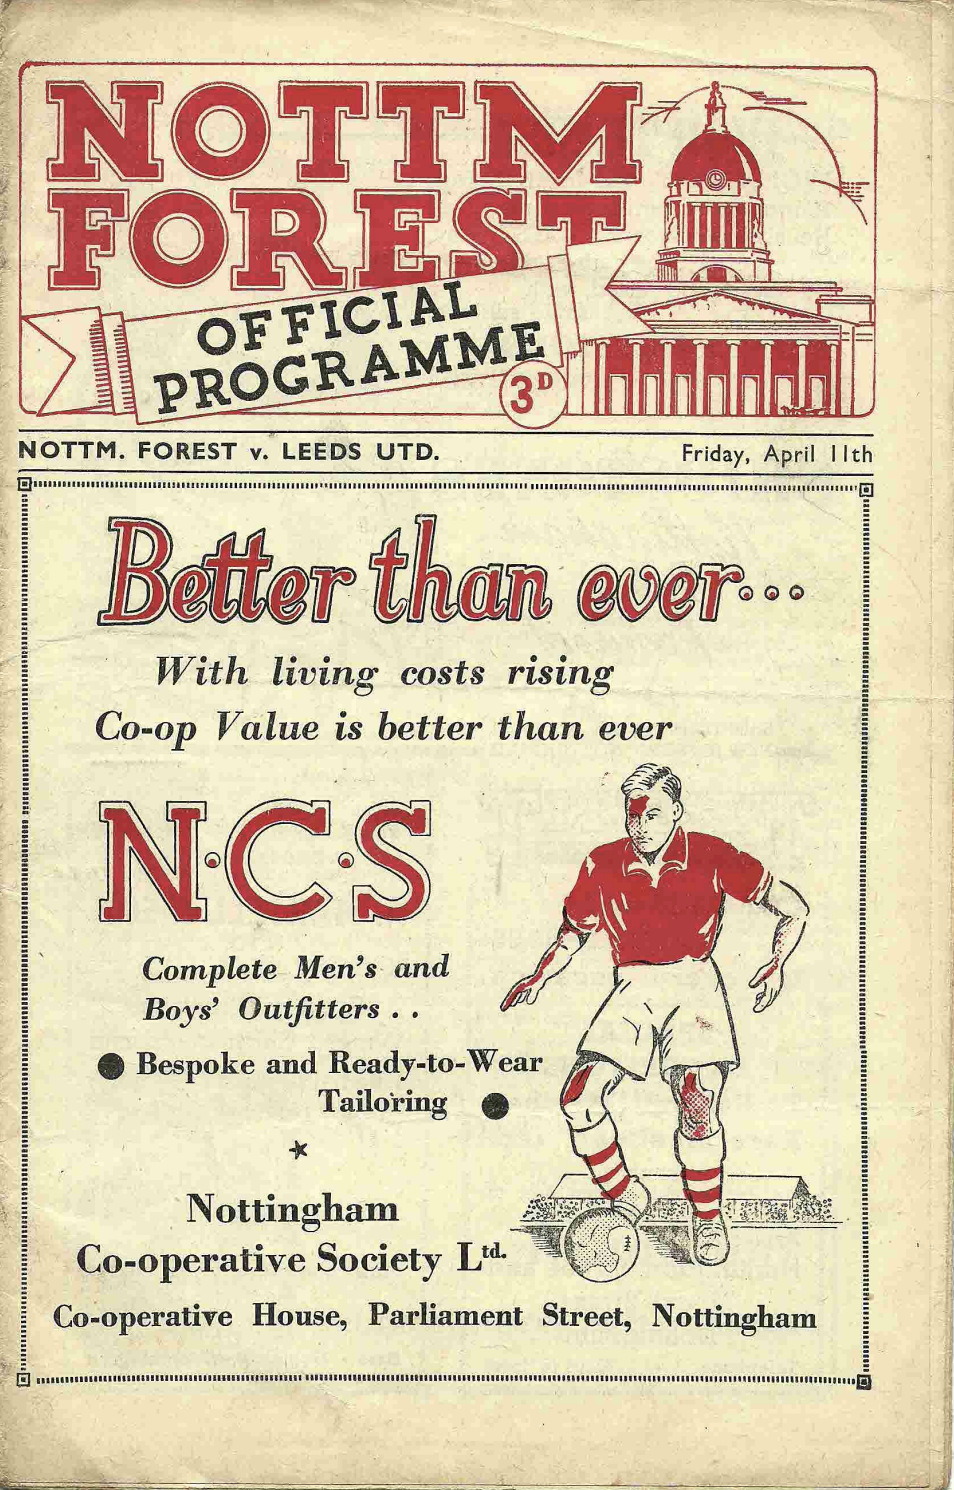 NOTTM
FOREST
OFFICIAL
PROGRAMME
3D
NOTTM. FOREST v. LEEDS UTD.
Friday, April 11th
Better than ever...
With living costs rising
Co-op Value is better than ever
N·C·S
Complete Men's and
Boys' Outfitters . .
● Bespoke and Ready-to-Wear
Tailoring ●
Nottingham
Co-operative Society Ltd.
Co-operative House, Parliament Street, Nottingham